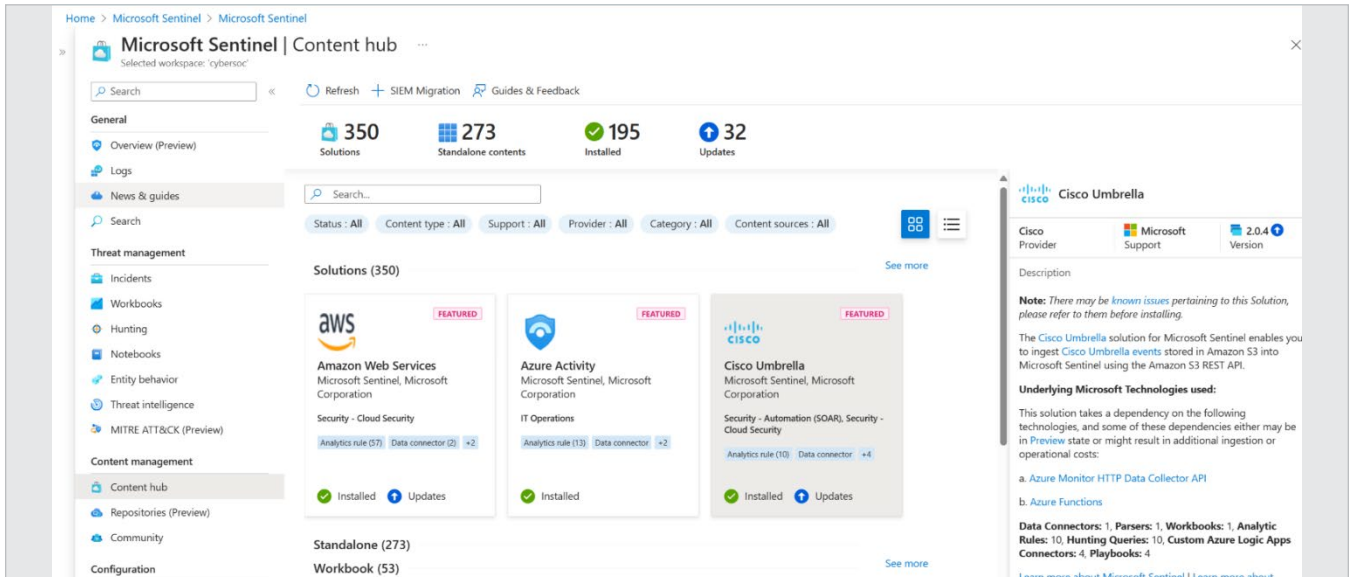 Home > Microsoft Sentinel > Microsoft Sentinel
Microsoft Sentinel | Content hub ...
Selected workspace: 'cybersoc'
Search
General
Overview (Preview)
Logs
News & guides
Search
Threat management
Incidents
Workbooks
Hunting
Notebooks
Entity behavior
Threat intelligence
MITRE ATT&CK (Preview)
Content management
Content hub
Repositories (Preview)
Community
Configuration
Refresh
SIEM Migration
Guides & Feedback
350
Solutions
273
Standalone contents
195
Installed
32
Updates
Search...
Status : All
Content type : All
Support : All
Provider : All
Category : All
Content sources : All
Solutions (350)
See more
aws
FEATURED
Amazon Web Services
Microsoft Sentinel, Microsoft
Corporation
Security - Cloud Security
Analytics rule (57) Data connector (2) +2
Installed Updates
FEATURED
Azure Activity
Microsoft Sentinel, Microsoft
Corporation
IT Operations
Analytics rule (13) Data connector +2
Installed
CISCO
FEATURED
Cisco Umbrella
Microsoft Sentinel, Microsoft
Corporation
Security - Automation (SOAR), Security -
Cloud Security
Analytics rule (10) Data connector +4
Installed Updates
Standalone (273)
Workbook (53)
See more
CISCO
Cisco Umbrella
Cisco
Provider
Microsoft
Support
2.0.4
Version
Description
Note: There may be known issues pertaining to this Solution,
please refer to them before installing.
The Cisco Umbrella solution for Microsoft Sentinel enables you
to ingest Cisco Umbrella events stored in Amazon S3 into
Microsoft Sentinel using the Amazon S3 REST API.
Underlying Microsoft Technologies used:
This solution takes a dependency on the following
technologies, and some of these dependencies either may be
in Preview state or might result in additional ingestion or
operational costs:
a. Azure Monitor HTTP Data Collector API
b. Azure Functions
Data Connectors: 1, Parsers: 1, Workbooks: 1, Analytic
Rules: 10, Hunting Queries: 10, Custom Azure Logic Apps
Connectors: 4, Playbooks: 4
Learn more about Microsoft Sentinel | Learn more about